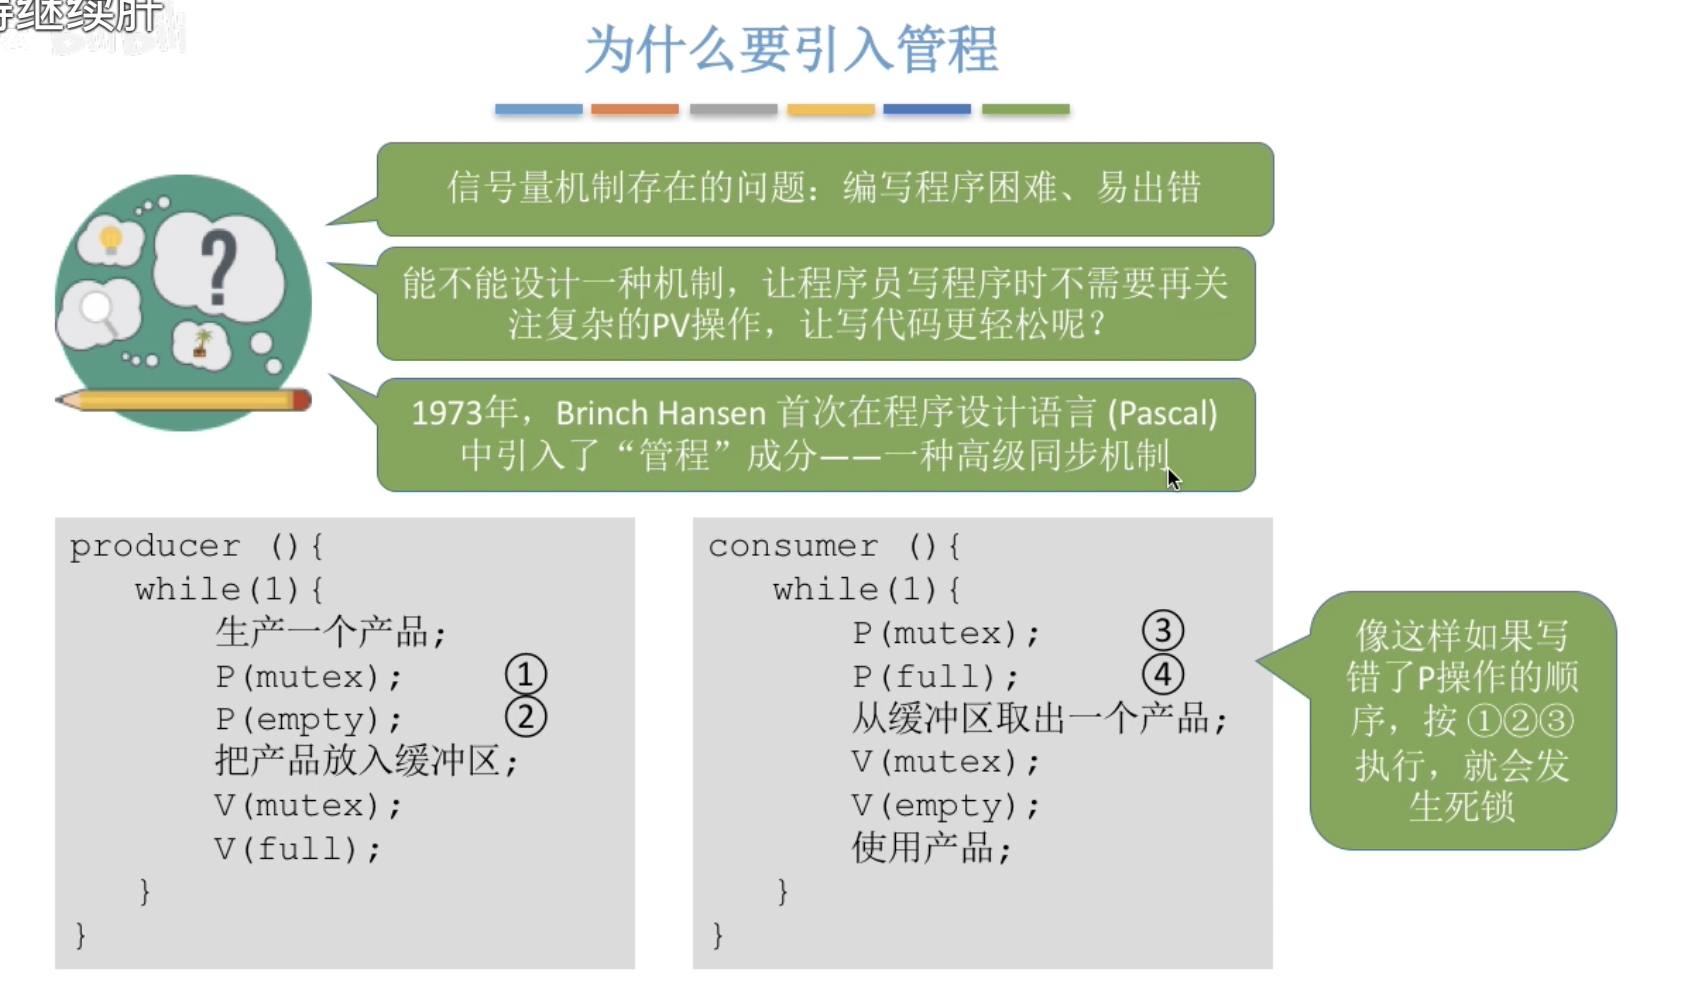 得继续肝
为什么要引入管程
信号量机制存在的问题：编写程序困难、易出错
能不能设计一种机制，让程序员写程序时不需要再关
注复杂的PV操作，让写代码更轻松呢？
1973年，Brinch Hansen 首次在程序设计语言 (Pascal)
中引入了“管程”成分——一种高级同步机制
producer (){
while(1){
生产一个产品;
P(mutex); ①
P(empty); ②
把产品放入缓冲区;
V(mutex);
V(full);
}
}
consumer (){
while(1){
P(mutex); ③
P(full); ④
从缓冲区取出一个产品;
V(mutex);
V(empty);
使用产品;
}
}
像这样如果写
错了P操作的顺
序，按 ①②③
执行，就会发
生死锁